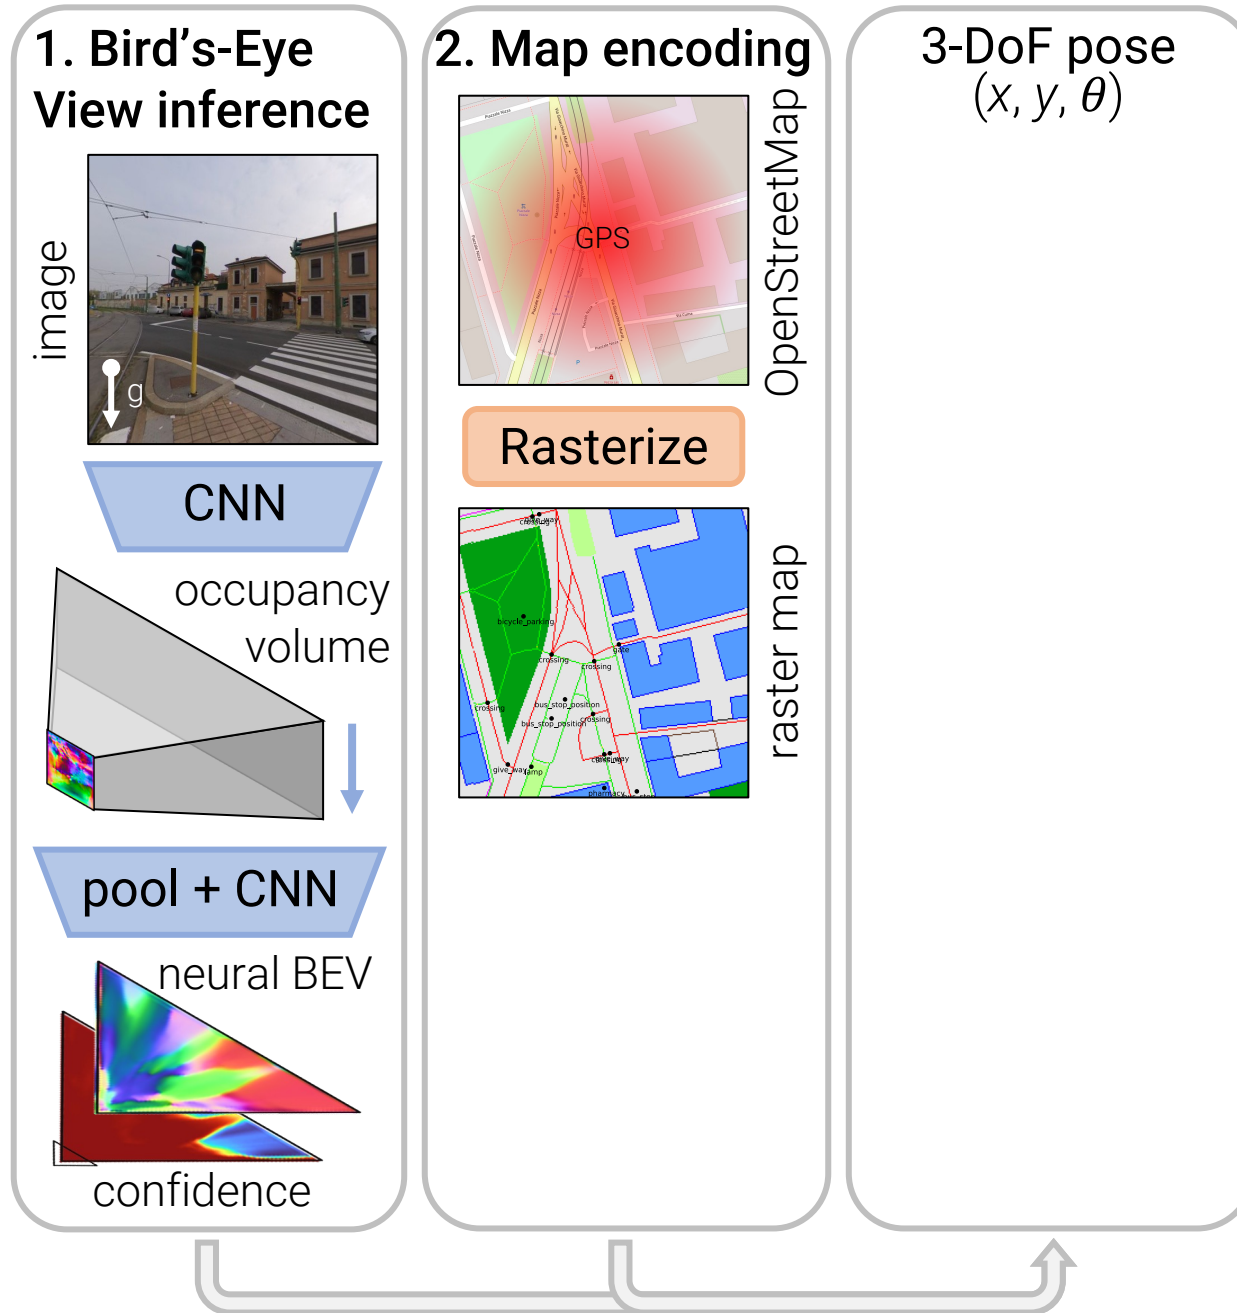 1. Bird's-Eye
View inference
image
g
CNN
occupancy
volume
pool + CNN
neural BEV
confidence
2. Map encoding
GPS
P
OpenStreetMap
Rasterize
crossing
bicycle_parking
crossing
crossing
gate
crossing
bus_stop_position
bus_stop_position
crossing
give_way
lamp
pharmacy
raster map
3-DoF pose
(x, y, θ)